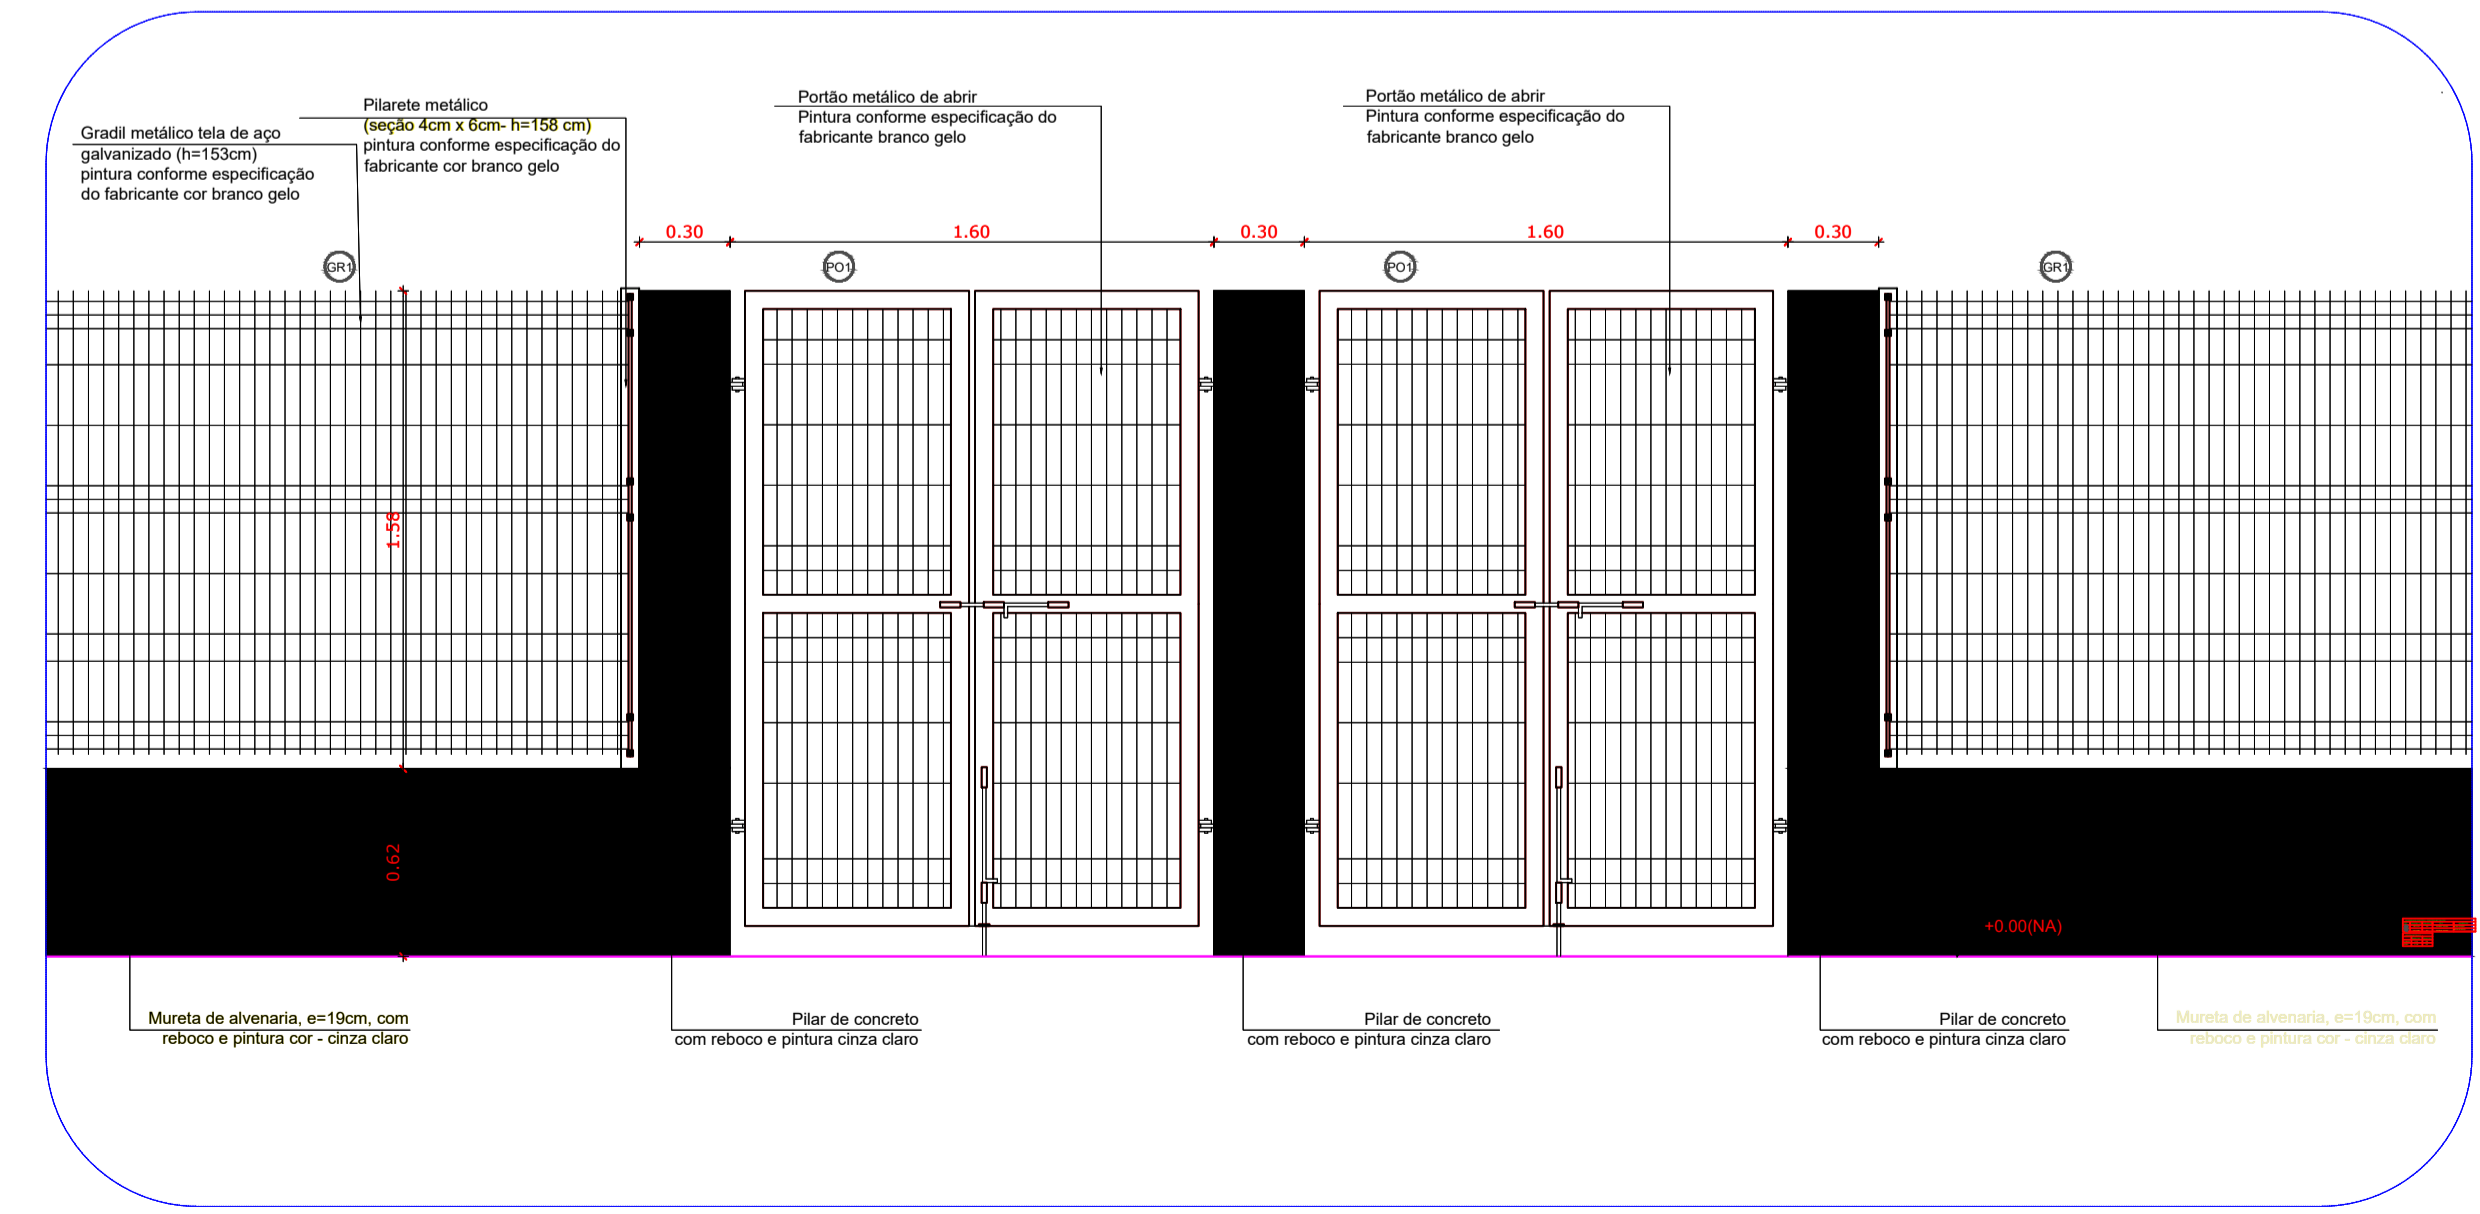 Pilarete metálico
(seção 4cm x 6cm- h=158 cm)
pintura conforme especificação do
fabricante cor branco gelo
Gradil metálico tela de aço
galvanizado (h=153cm)
pintura conforme especificação
do fabricante cor branco gelo
Portão metálico de abrir
Pintura conforme especificação do
fabricante branco gelo
Portão metálico de abrir
Pintura conforme especificação do
fabricante branco gelo
0.30
1.60
0.30
1.60
0.30
GR1
PO1
PO1
GR1
1.58
0.62
+0.00(NA)
Mureta de alvenaria, e=19cm, com
reboco e pintura cor - cinza claro
Pilar de concreto
com reboco e pintura cinza claro
Pilar de concreto
com reboco e pintura cinza claro
Pilar de concreto
com reboco e pintura cinza claro
Mureta de alvenaria, e=19cm, com
reboco e pintura cor - cinza claro